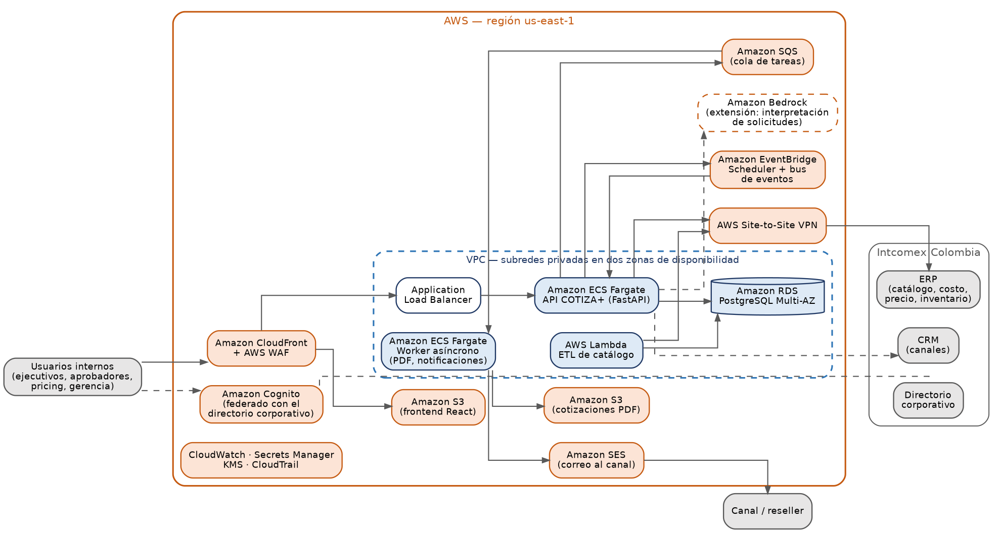 AWS — región us-east-1
Amazon SQS
(cola de tareas)
Amazon Bedrock
(extensión: interpretación
de solicitudes)
Amazon EventBridge
Scheduler + bus
de eventos
AWS Site-to-Site VPN
VPC — subredes privadas en dos zonas de disponibilidad
Application
Load Balancer
Amazon ECS Fargate
API COTIZA+ (FastAPI)
Amazon RDS
PostgreSQL Multi-AZ
Amazon ECS Fargate
Worker asíncrono
(PDF, notificaciones)
AWS Lambda
ETL de catálogo
Intcomex Colombia
ERP
(catálogo, costo,
precio, inventario)
CRM
(canales)
Directorio
corporativo
Amazon CloudFront
+ AWS WAF
Usuarios internos
(ejecutivos, aprobadores,
pricing, gerencia)
Amazon Cognito
(federado con el
directorio corporativo)
Amazon S3
(frontend React)
Amazon S3
(cotizaciones PDF)
CloudWatch · Secrets Manager
KMS · CloudTrail
Amazon SES
(correo al canal)
Canal / reseller